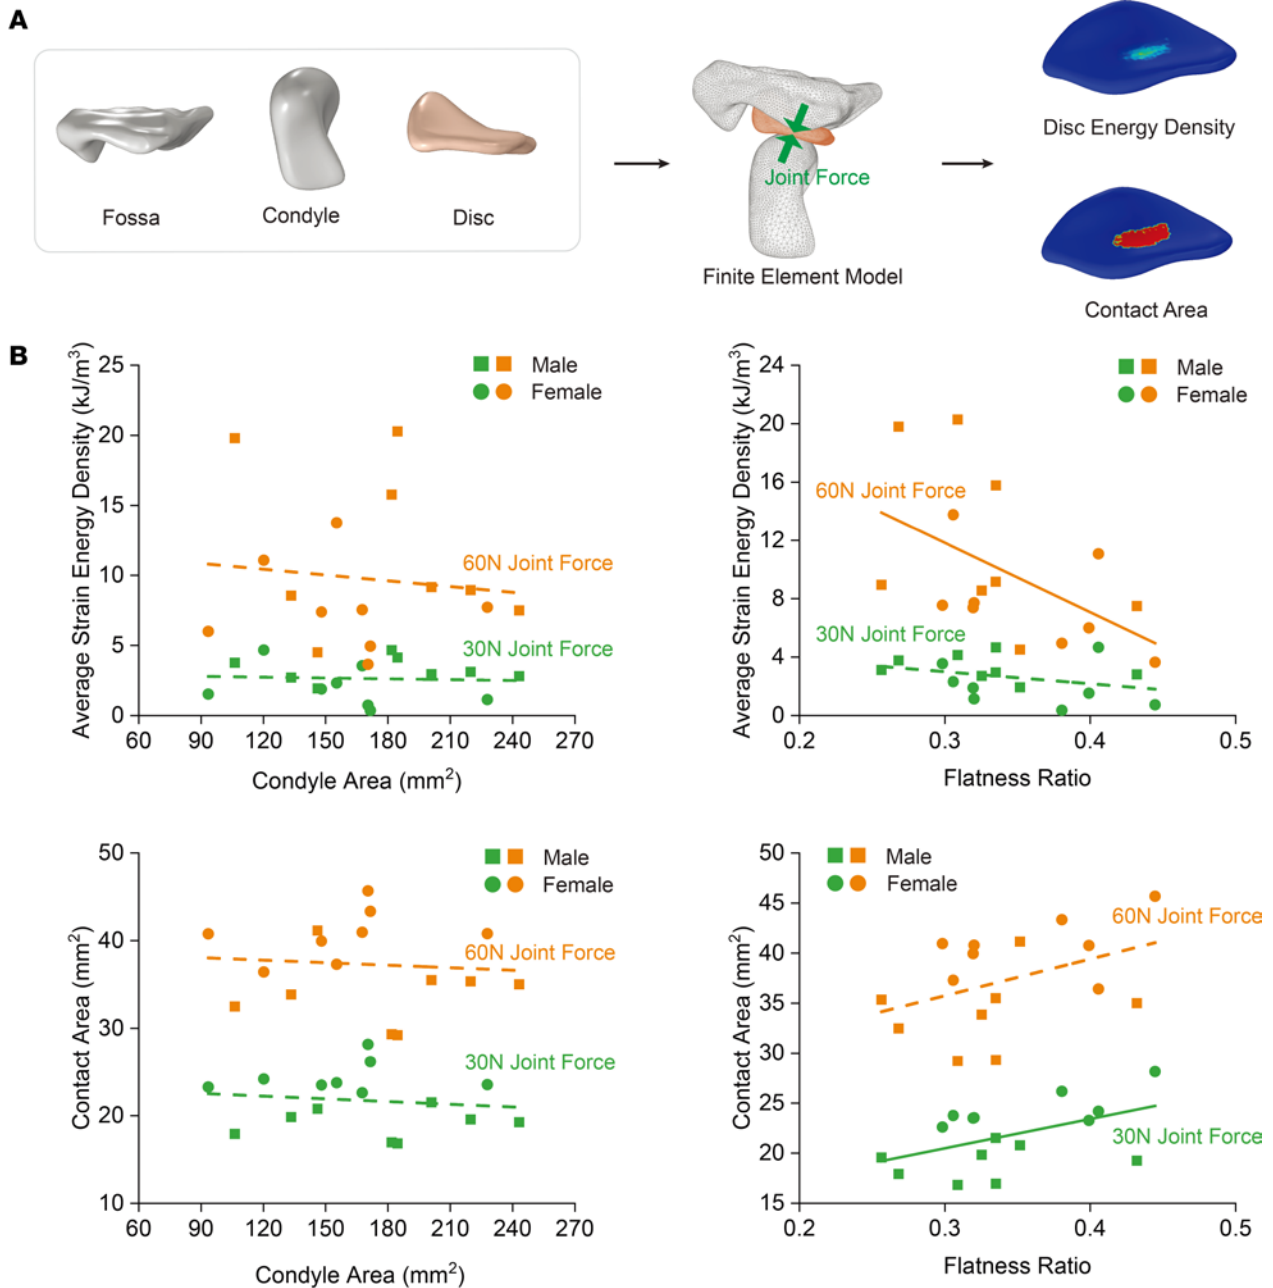 A
Fossa
Condyle
Disc
Joint Force
Finite Element Model
Disc Energy Density
Contact Area
B
Average Strain Energy Density (kJ/m³)
25
20
15
10
5
0
60 90 120 150 180 210 240 270
Condyle Area (mm²)
Male
Female
60N Joint Force
30N Joint Force
Average Strain Energy Density (kJ/m³)
24
20
16
12
8
4
0
0.2 0.3 0.4 0.5
Flatness Ratio
Male
Female
60N Joint Force
30N Joint Force
Contact Area (mm²)
50
40
30
20
10
60 90 120 150 180 210 240 270
Condyle Area (mm²)
Male
Female
60N Joint Force
30N Joint Force
Contact Area (mm²)
50
45
40
35
30
25
20
15
0.2 0.3 0.4 0.5
Flatness Ratio
Male
Female
60N Joint Force
30N Joint Force